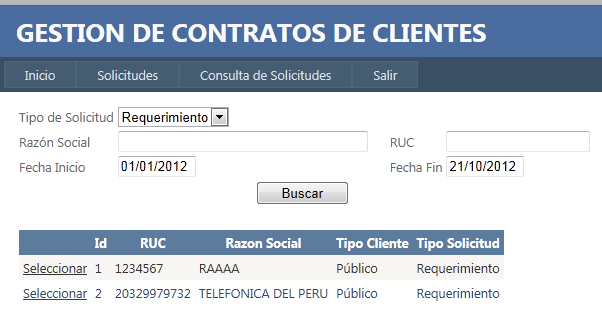 GESTION DE CONTRATOS DE CLIENTES
Inicio Solicitudes Consulta de Solicitudes Salir
Tipo de Solicitud Requerimiento
Razón Social RUC
Fecha Inicio 01/01/2012 Fecha Fin 21/10/2012
Buscar
Id RUC Razon Social Tipo Cliente Tipo Solicitud
Seleccionar 1 1234567 RAAAA Público Requerimiento
Seleccionar 2 20329979732 TELEFONICA DEL PERU Público Requerimiento